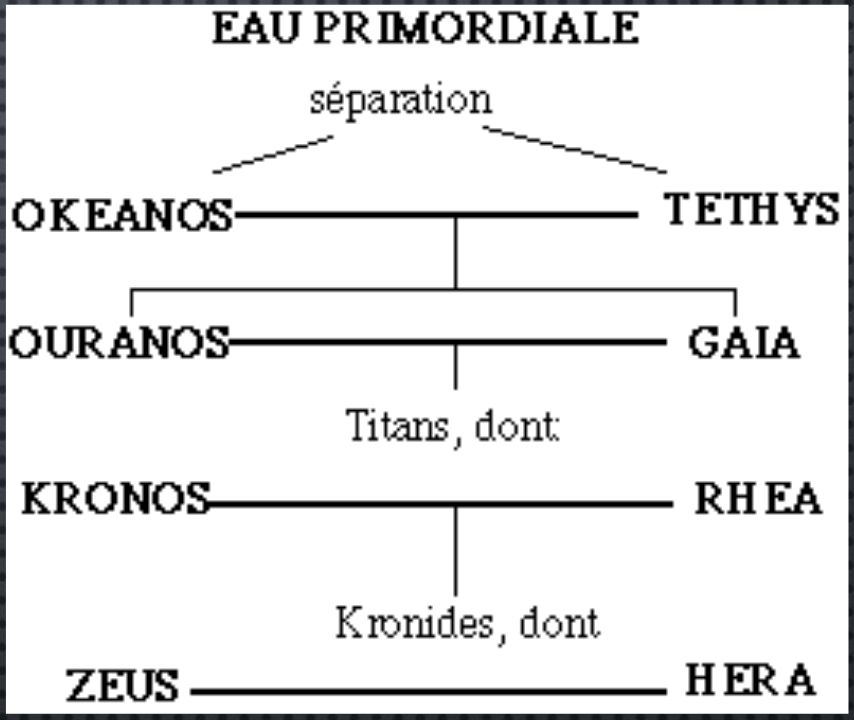 EAU PRIMORDIALE
séparation
OKEANOS TETHYS
OURANOS GAIA
Titans, dont:
KRONOS RHEA
Kronides, dont
ZEUS HERA